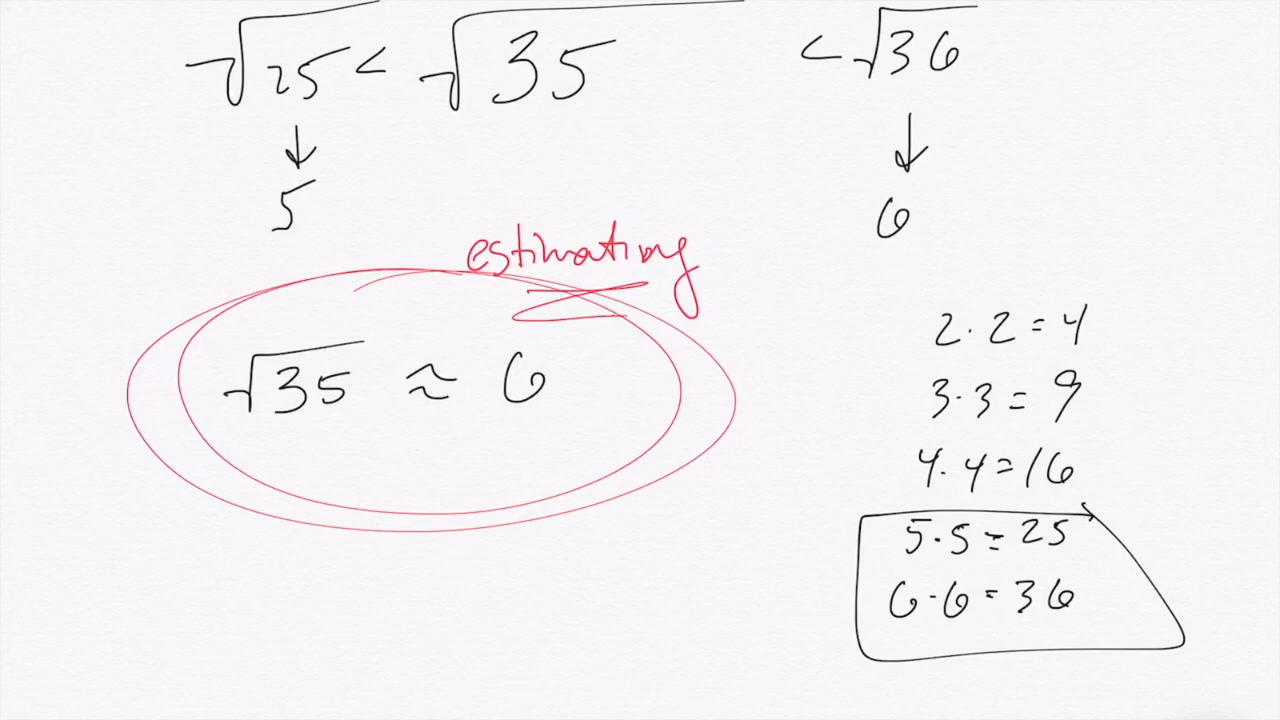 √25 < √35 < √36
↓ ↓
5 6
estimating
√35 ≈ 6
2·2=4
3·3=9
4·4=16
5·5=25
6·6=36